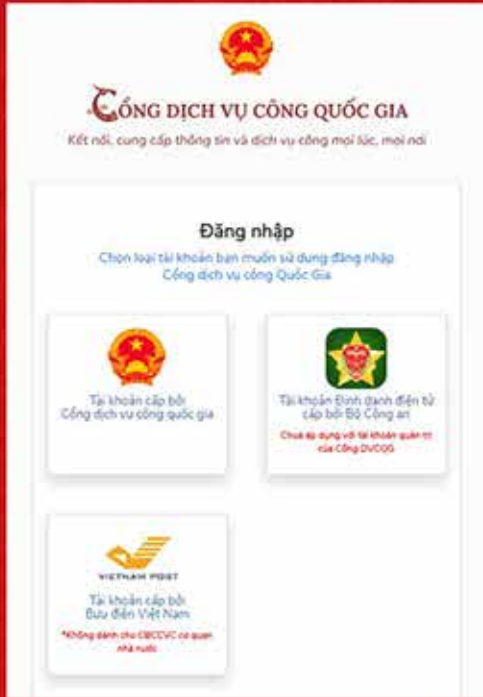 CỔNG DỊCH VỤ CÔNG QUỐC GIA
Kết nối, cung cấp thông tin và dịch vụ công mọi lúc, mọi nơi
Đăng nhập
Chọn loại tài khoản bạn muốn sử dụng đăng nhập
Cổng dịch vụ công Quốc Gia
Tài khoản cấp bởi
Cổng dịch vụ công quốc gia
Tài khoản Định danh điện tử
cấp bởi Bộ Công an
Chưa áp dụng với tài khoản quản trị
của Cổng DVCQG
VIETNAM POST
Tài khoản cấp bởi
Bưu điện Việt Nam
*Không dành cho CBCCVC cơ quan
nhà nước